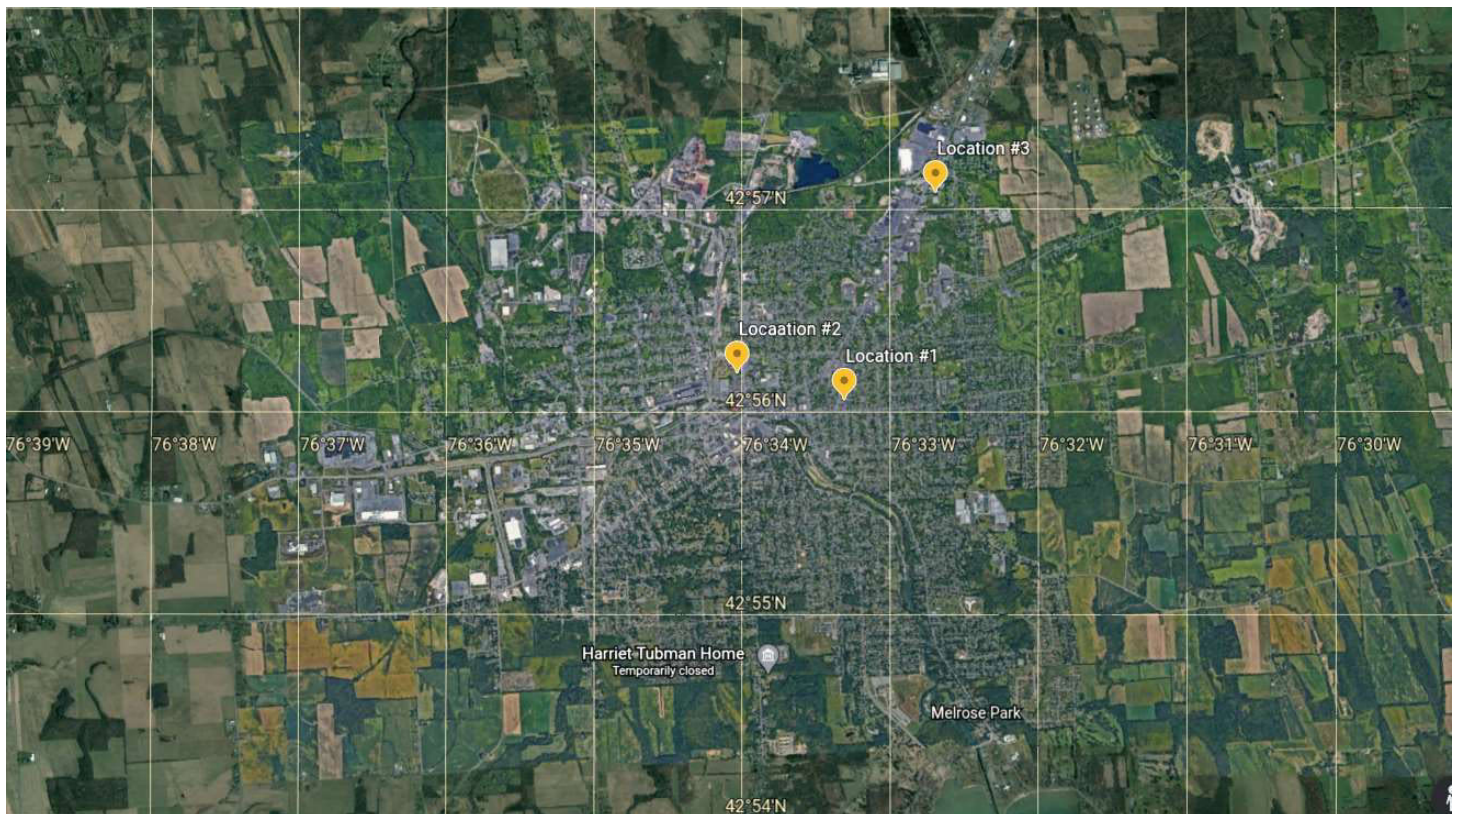 Location #3
42°57'N
Locaation #2
Location #1
42°56'N
76°39'W
76°38'W
76°37'W
76°36'W
76°35'W
76°34'W
76°33'W
76°32'W
76°31'W
76°30'W
42°55'N
Harriet Tubman Home
Temporarily closed
Melrose Park
42°54'N